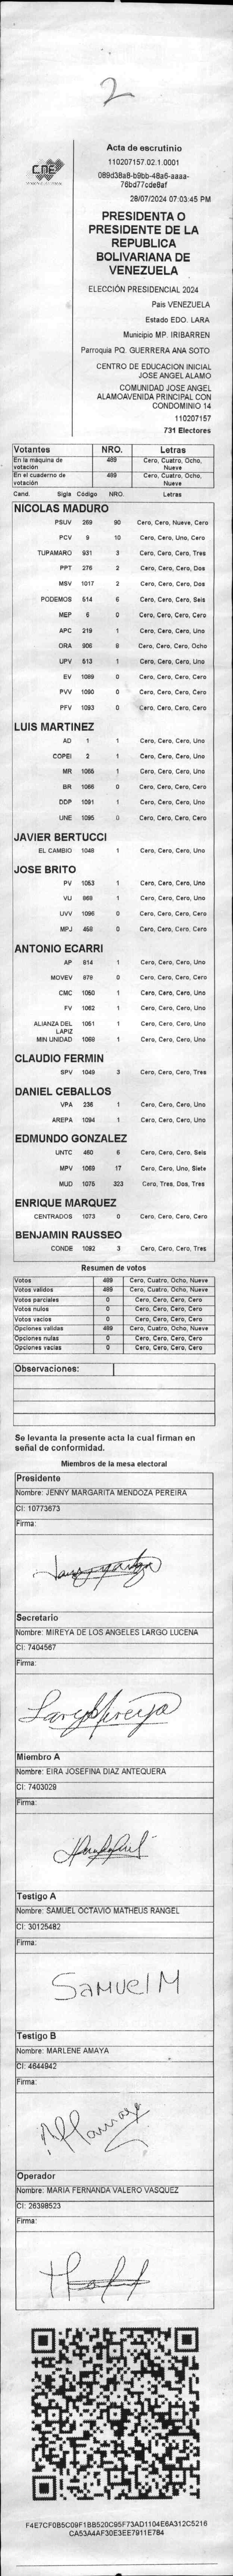 2
CNE
Acta de escrutinio
110207157.02.1.0001
089d38a8-b9bb-48a6-aaaa-
76bd77cde8af
28/07/2024 07:03:45 PM
PRESIDENTA O
PRESIDENTE DE LA
REPUBLICA
BOLIVARIANA DE
VENEZUELA
ELECCIÓN PRESIDENCIAL 2024
Pais VENEZUELA
Estado EDO. LARA
Municipio MP. IRIBARREN
Parroquia PQ. GUERRERA ANA SOTO
CENTRO DE EDUCACION INICIAL
JOSE ANGEL ALAMO
COMUNIDAD JOSE ANGEL
ALAMOAVENIDA PRINCIPAL CON
CONDOMINIO 14
110207157
731 Electores
Votantes NRO. Letras
En la máquina de votación 489 Cero, Cuatro, Ocho, Nueve
En el cuaderno de votación 489 Cero, Cuatro, Ocho, Nueve
Cand. Sigla Código NRO. Letras
NICOLAS MADURO
PSUV 269 90 Cero, Cero, Nueve, Cero
PCV 9 10 Cero, Cero, Uno, Cero
TUPAMARO 931 3 Cero, Cero, Cero, Tres
PPT 276 2 Cero, Cero, Cero, Dos
MSV 1017 2 Cero, Cero, Cero, Dos
PODEMOS 514 6 Cero, Cero, Cero, Seis
MEP 6 0 Cero, Cero, Cero, Cero
APC 219 1 Cero, Cero, Cero, Uno
ORA 906 8 Cero, Cero, Cero, Ocho
UPV 613 1 Cero, Cero, Cero, Uno
EV 1089 0 Cero, Cero, Cero, Cero
PVV 1090 0 Cero, Cero, Cero, Cero
PFV 1093 0 Cero, Cero, Cero, Cero
LUIS MARTINEZ
AD 1 1 Cero, Cero, Cero, Uno
COPEI 2 1 Cero, Cero, Cero, Uno
MR 1065 1 Cero, Cero, Cero, Uno
BR 1066 0 Cero, Cero, Cero, Cero
DDP 1091 1 Cero, Cero, Cero, Uno
UNE 1095 0 Cero, Cero, Cero, Cero
JAVIER BERTUCCI
EL CAMBIO 1048 1 Cero, Cero, Cero, Uno
JOSE BRITO
PV 1053 1 Cero, Cero, Cero, Uno
VU 868 1 Cero, Cero, Cero, Uno
UVV 1096 0 Cero, Cero, Cero, Cero
MPJ 458 0 Cero, Cero, Cero, Cero
ANTONIO ECARRI
AP 814 1 Cero, Cero, Cero, Uno
MOVEV 879 0 Cero, Cero, Cero, Cero
CMC 1050 1 Cero, Cero, Cero, Uno
FV 1062 1 Cero, Cero, Cero, Uno
ALIANZA DEL LAPIZ 1051 1 Cero, Cero, Cero, Uno
MIN UNIDAD 1069 1 Cero, Cero, Cero, Uno
CLAUDIO FERMIN
SPV 1049 3 Cero, Cero, Cero, Tres
DANIEL CEBALLOS
VPA 236 1 Cero, Cero, Cero, Uno
AREPA 1094 1 Cero, Cero, Cero, Uno
EDMUNDO GONZALEZ
UNTC 460 6 Cero, Cero, Cero, Seis
MPV 1069 17 Cero, Cero, Uno, Siete
MUD 1075 323 Cero, Tres, Dos, Tres
ENRIQUE MARQUEZ
CENTRADOS 1073 0 Cero, Cero, Cero, Cero
BENJAMIN RAUSSEO
CONDE 1092 3 Cero, Cero, Cero, Tres
Resumen de votos
Votos 489 Cero, Cuatro, Ocho, Nueve
Votos validos 489 Cero, Cuatro, Ocho, Nueve
Votos parciales 0 Cero, Cero, Cero, Cero
Votos nulos 0 Cero, Cero, Cero, Cero
Votos vacios 0 Cero, Cero, Cero, Cero
Opciones validas 489 Cero, Cuatro, Ocho, Nueve
Opciones nulas 0 Cero, Cero, Cero, Cero
Opciones vacias 0 Cero, Cero, Cero, Cero
Observaciones:
Se levanta la presente acta la cual firman en
señal de conformidad.
Miembros de la mesa electoral
Presidente
Nombre: JENNY MARGARITA MENDOZA PEREIRA
CI: 10773673
Firma:
Secretario
Nombre: MIREYA DE LOS ANGELES LARGO LUCENA
CI: 7404567
Firma:
Miembro A
Nombre: EIRA JOSEFINA DIAZ ANTEQUERA
CI: 7403029
Firma:
Testigo A
Nombre: SAMUEL OCTAVIO MATHEUS RANGEL
CI: 30125482
Firma:
Samuel M
Testigo B
Nombre: MARLENE AMAYA
CI: 4644942
Firma:
Operador
Nombre: MARIA FERNANDA VALERO VASQUEZ
CI: 26398523
Firma:
F4E7CF0B5C09F1BB520C95F73AD1104E6A312C5216
CA53A4AF30E3EE7911E7B4